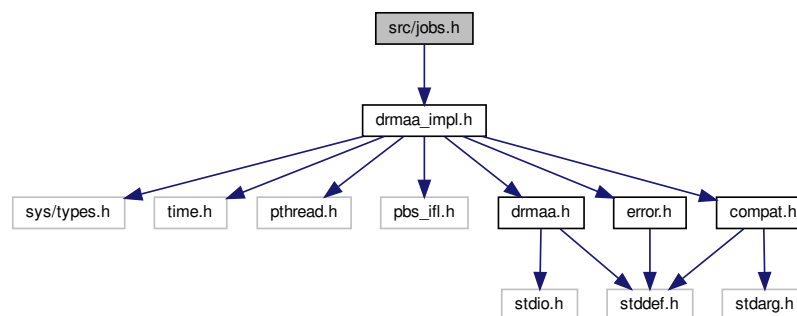 src/jobs.h
drmaa_impl.h
sys/types.h
time.h
pthread.h
pbs_ifl.h
drmaa.h
error.h
compat.h
stdio.h
stddef.h
stdarg.h